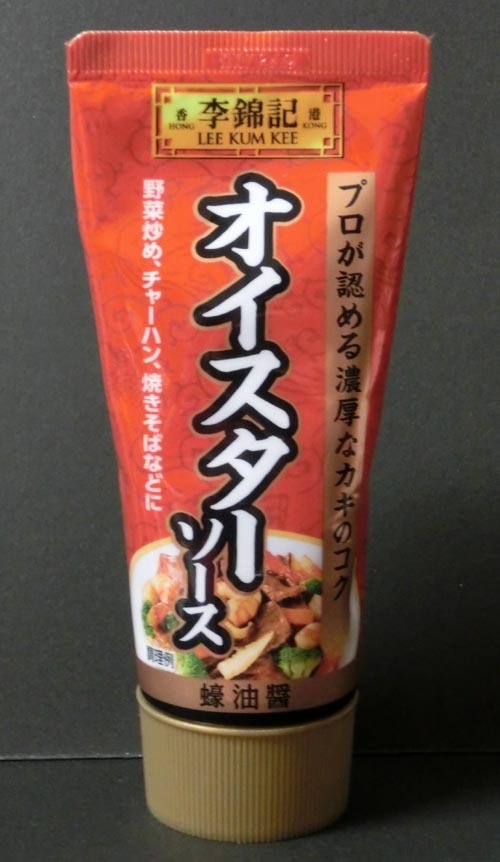 香港
HONG KONG
李錦記
LEE KUM KEE
プロが認める濃厚なカキのコク
オイスターソース
野菜炒め、チャーハン、焼きそばなどに
調理例
蠔油醬